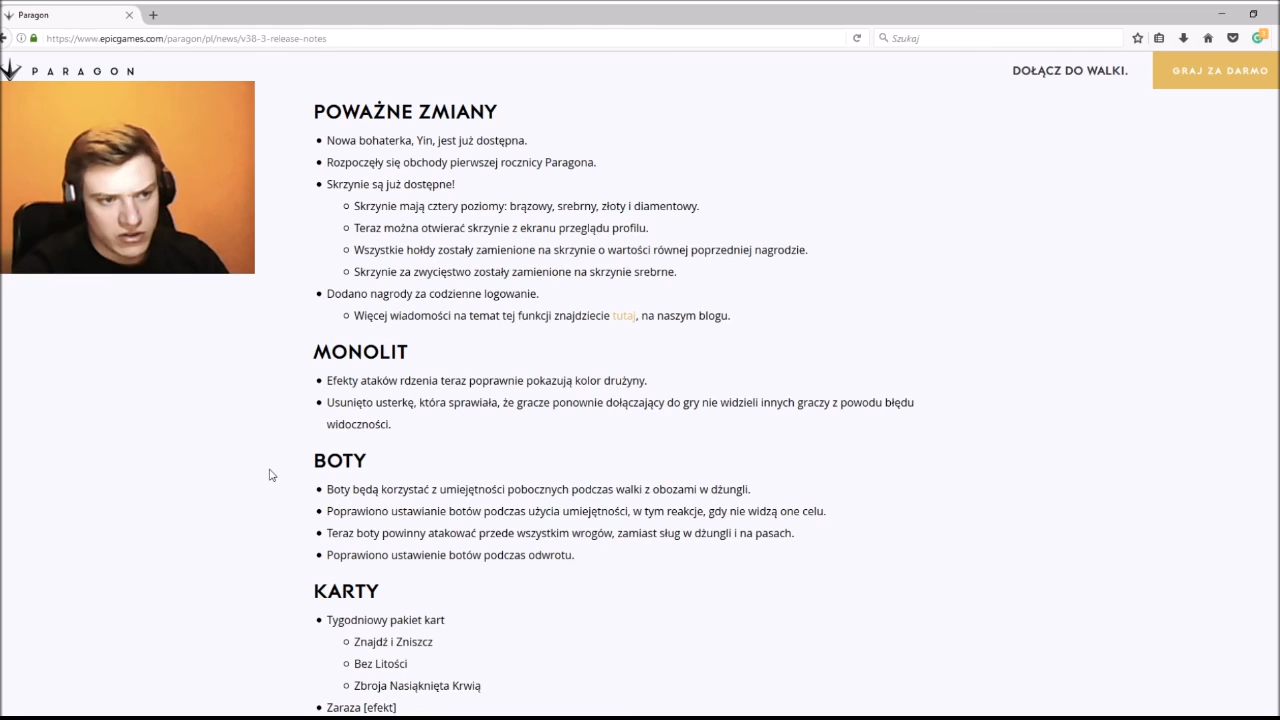 Paragon
https://www.epicgames.com/paragon/pl/news/v38-3-release-notes
Szukaj
PARAGON
DOŁĄCZ DO WALKI.
GRAJ ZA DARMO
POWAŻNE ZMIANY
Nowa bohaterka, Yin, jest już dostępna.
Rozpoczęły się obchody pierwszej rocznicy Paragona.
Skrzynie są już dostępne!
Skrzynie mają cztery poziomy: brązowy, srebrny, złoty i diamentowy.
Teraz można otwierać skrzynie z ekranu przeglądu profilu.
Wszystkie hołdy zostały zamienione na skrzynie o wartości równej poprzedniej nagrodzie.
Skrzynie za zwycięstwo zostały zamienione na skrzynie srebrne.
Dodano nagrody za codzienne logowanie.
Więcej wiadomości na temat tej funkcji znajdziecie tutaj, na naszym blogu.
MONOLIT
Efekty ataków rdzenia teraz poprawnie pokazują kolor drużyny.
Usunięto usterkę, która sprawiała, że gracze ponownie dołączający do gry nie widzieli innych graczy z powodu błędu
widoczności.
BOTY
Boty będą korzystać z umiejętności pobocznych podczas walki z obozami w dżungli.
Poprawiono ustawianie botów podczas użycia umiejętności, w tym reakcje, gdy nie widzą one celu.
Teraz boty powinny atakować przede wszystkim wrogów, zamiast sług w dżungli i na pasach.
Poprawiono ustawienie botów podczas odwrotu.
KARTY
Tygodniowy pakiet kart
Znajdź i Zniszcz
Bez Litości
Zbroja Nasiąknięta Krwią
Zaraza [efekt]